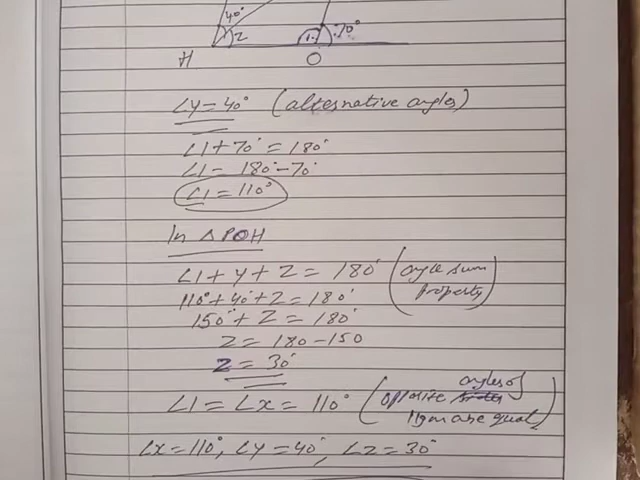 40°
Z
1
70°
H O
∠y = 40° (alternative angles)
∠1 + 70° = 180°
∠1 = 180° - 70°
∠1 = 110°
In △POH
∠1 + y + Z = 180° (angle sum property)
110° + 40° + Z = 180°
150° + Z = 180°
Z = 180 - 150
Z = 30°
∠1 = ∠x = 110° (opposite angles of llgm are equal)
∠x = 110°, ∠y = 40°, ∠z = 30°